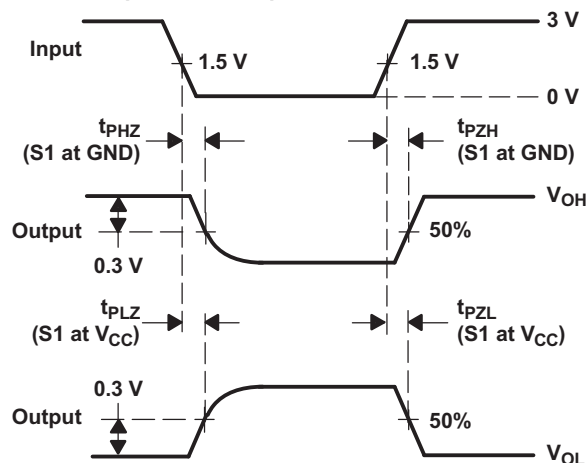 3 V
Input
1.5 V
1.5 V
0 V
tPHZ
(S1 at GND)
tPZH
(S1 at GND)
VOH
Output
50%
0.3 V
tPLZ
(S1 at VCC)
tPZL
(S1 at VCC)
0.3 V
Output
50%
VOL